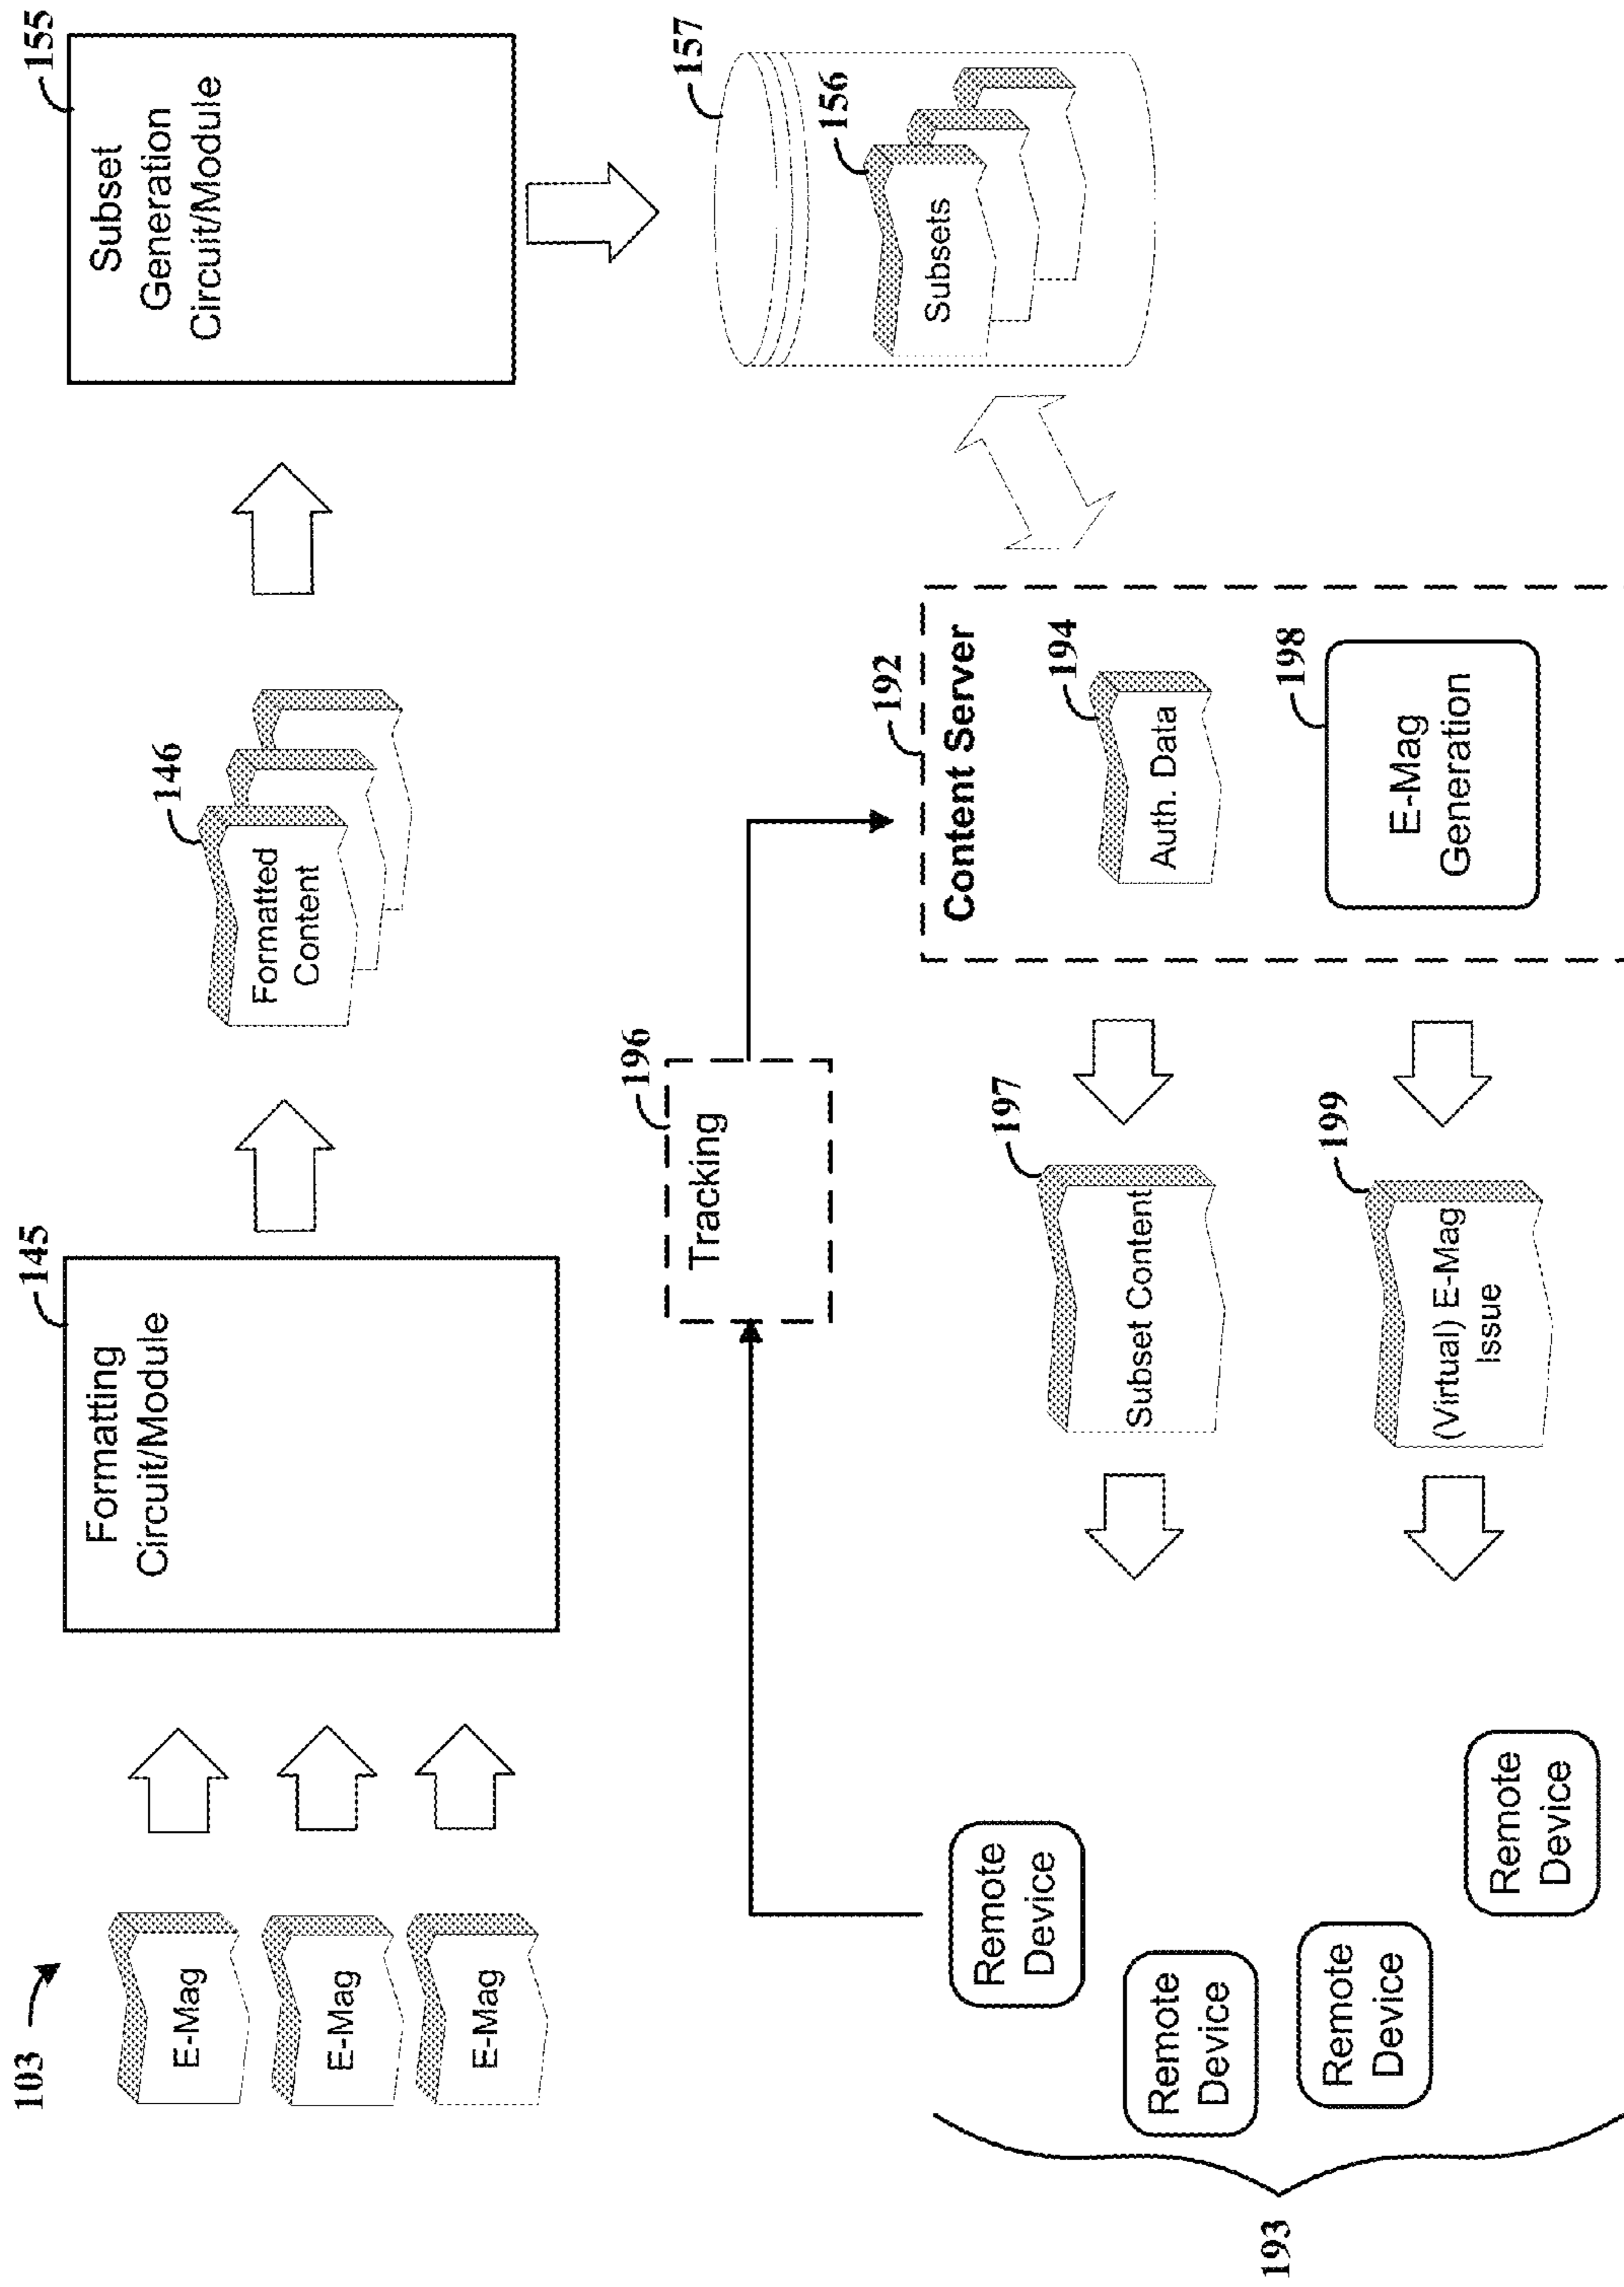 103
E-Mag
E-Mag
E-Mag
145
Formatting
Circuit/Module
146
Formatted
Content
155
Subset
Generation
Circuit/Module
157
156
Subsets
196
Tracking
192
Content Server
194
Auth. Data
198
E-Mag
Generation
197
Subset Content
199
(Virtual) E-Mag
Issue
Remote
Device
Remote
Device
Remote
Device
Remote
Device
193